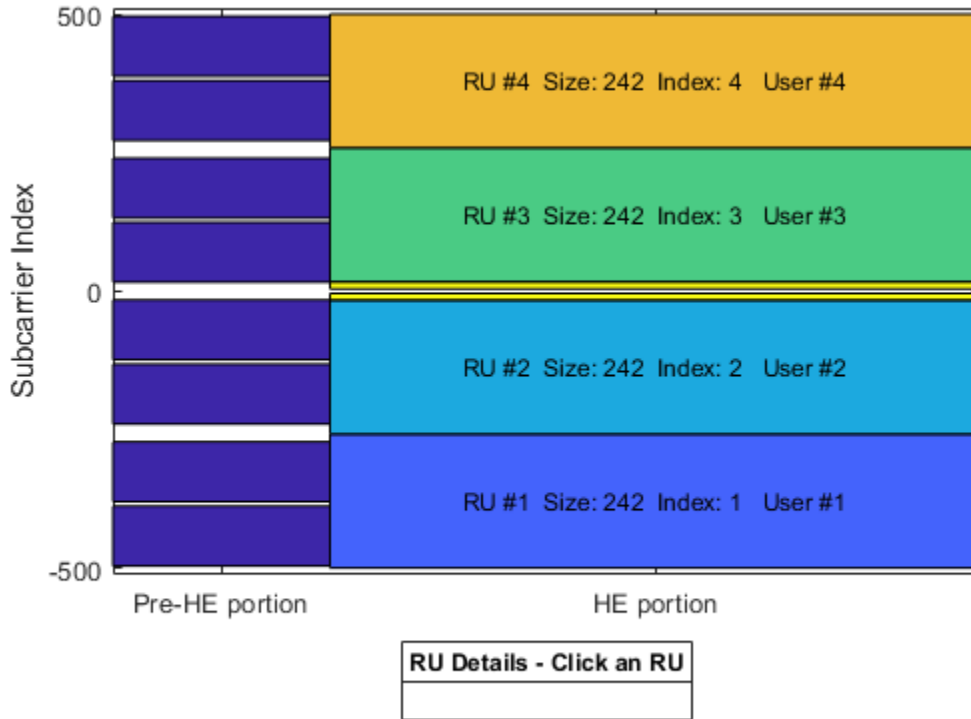 500
RU #4 Size: 242 Index: 4 User #4
RU #3 Size: 242 Index: 3 User #3
Subcarrier Index
0
RU #2 Size: 242 Index: 2 User #2
RU #1 Size: 242 Index: 1 User #1
-500
Pre-HE portion
HE portion
RU Details - Click an RU